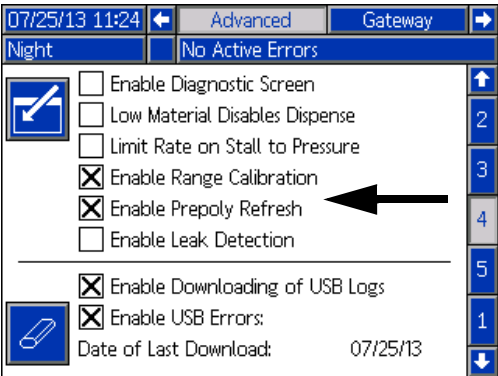 07/25/13 11:24 Advanced Gateway
Night No Active Errors
Enable Diagnostic Screen
Low Material Disables Dispense
Limit Rate on Stall to Pressure
Enable Range Calibration
Enable Prepoly Refresh
Enable Leak Detection
Enable Downloading of USB Logs
Enable USB Errors:
Date of Last Download: 07/25/13
2
3
4
5
1